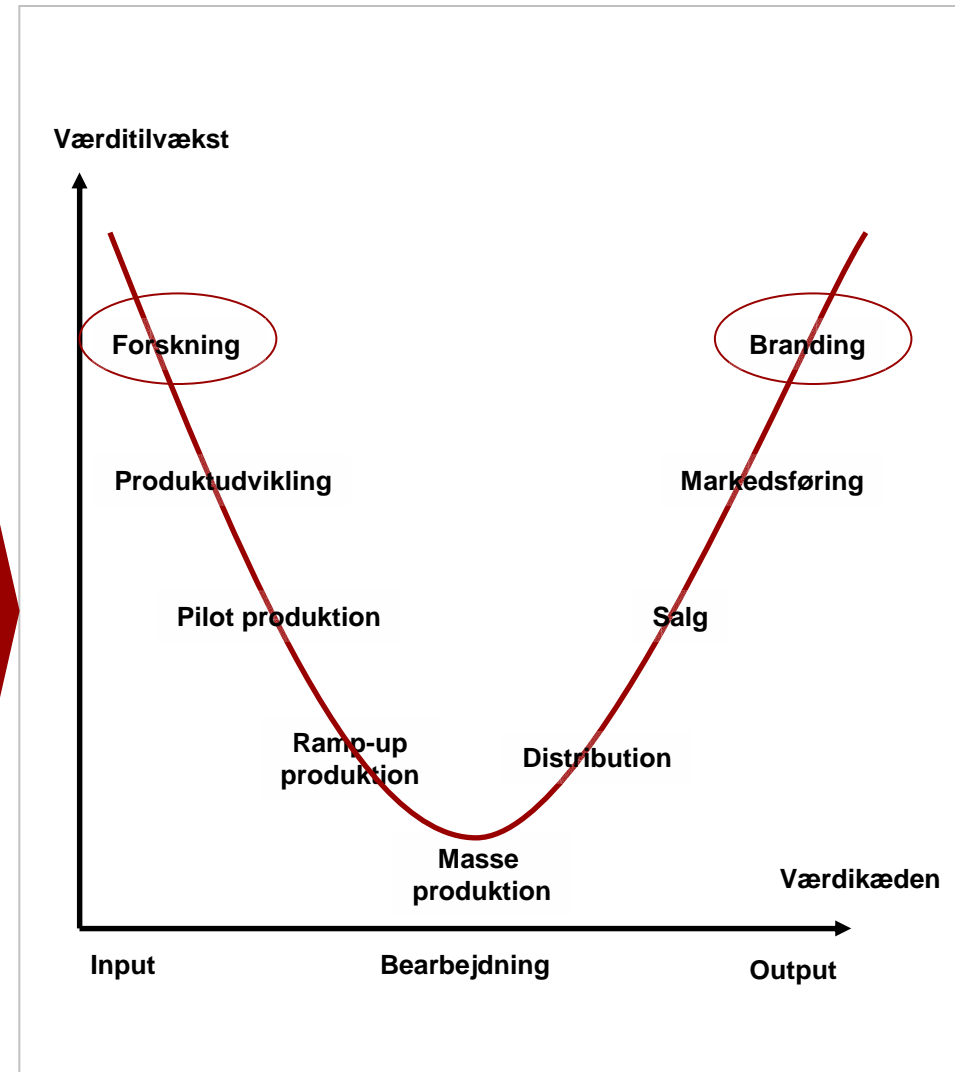 Værditilvækst
Forskning
Branding
Produktudvikling
Markedsføring
Pilot produktion
Salg
Ramp-up
produktion
Distribution
Masse
produktion
Værdikæden
Input
Bearbejdning
Output